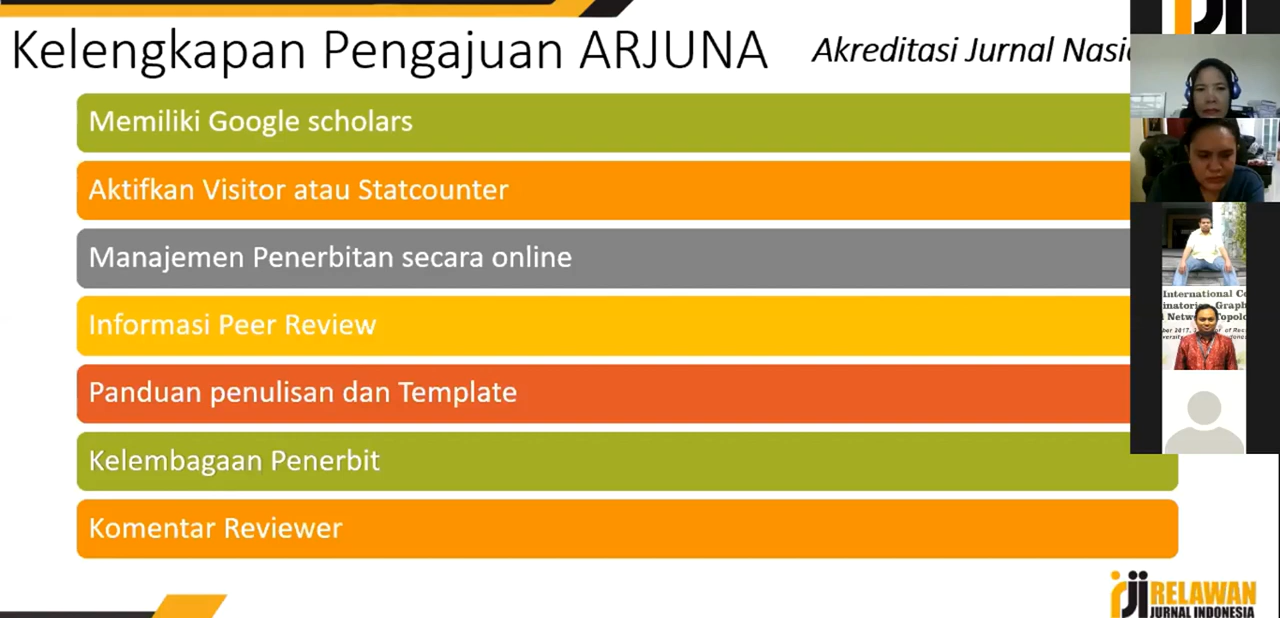 Kelengkapan Pengajuan ARJUNA
Akreditasi Jurnal
Memiliki Google scholars
Aktifkan Visitor atau Statcounter
Manajemen Penerbitan secara online
Informasi Peer Review
Panduan penulisan dan Template
Kelembagaan Penerbit
Komentar Reviewer
International
RELAWAN
JURNAL INDONESIA